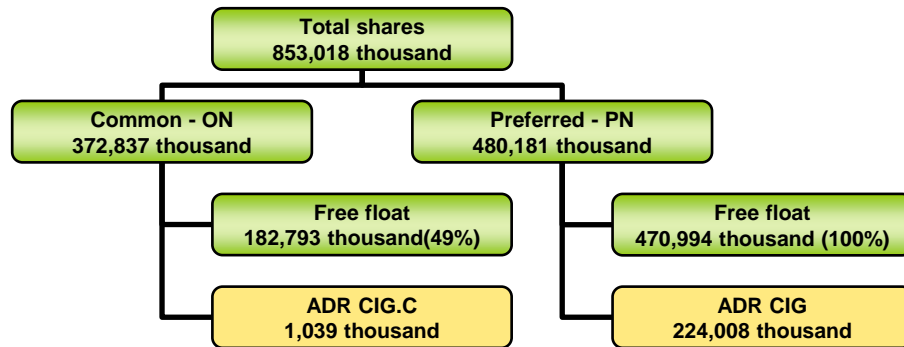 Total shares
853,018 thousand
Common - ON
372,837 thousand
Preferred - PN
480,181 thousand
Free float
182,793 thousand(49%)
Free float
470,994 thousand (100%)
ADR CIG.C
1,039 thousand
ADR CIG
224,008 thousand